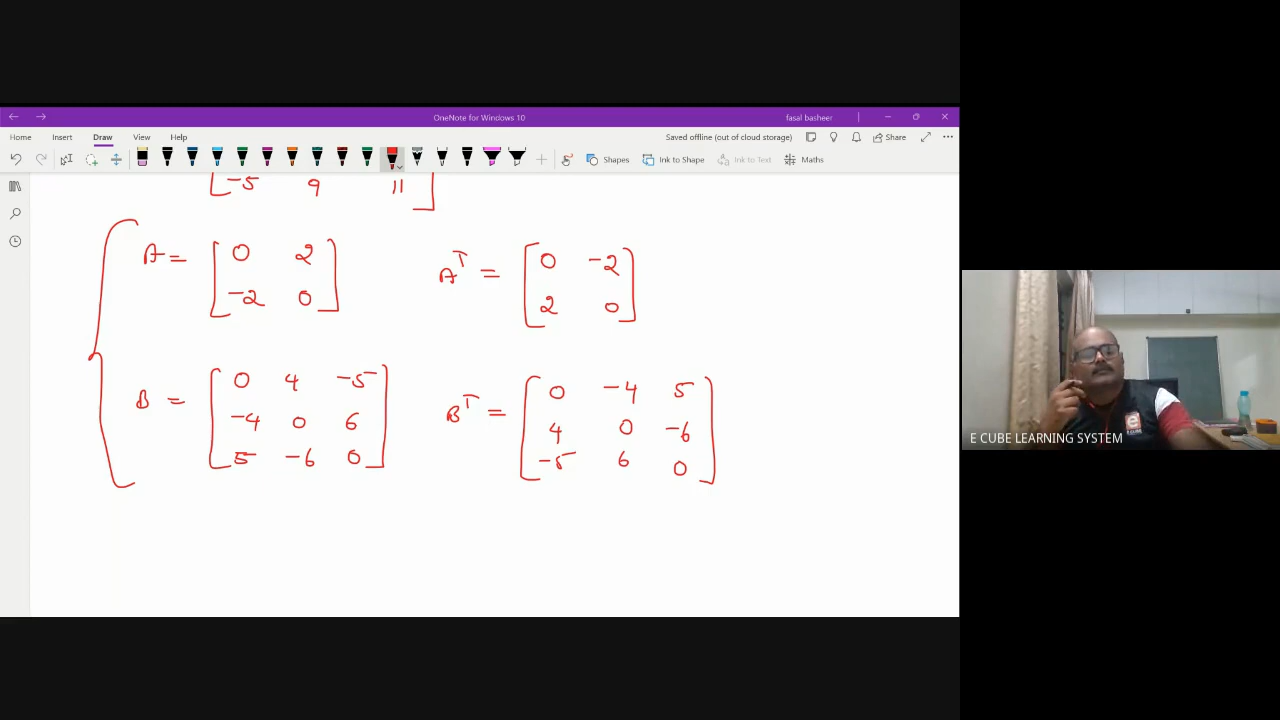 OneNote for Windows 10
fasal basheer
Home Insert Draw View Help
Saved offline (out of cloud storage)
Share
Shapes
Ink to Shape
Ink to Text
Maths
-5 9 11
A = [0 2
-2 0]
A^T = [0 -2
2 0]
B = [0 4 -5
-4 0 6
5 -6 0]
B^T = [0 -4 5
4 0 -6
-5 6 0]
E CUBE LEARNING SYSTEM